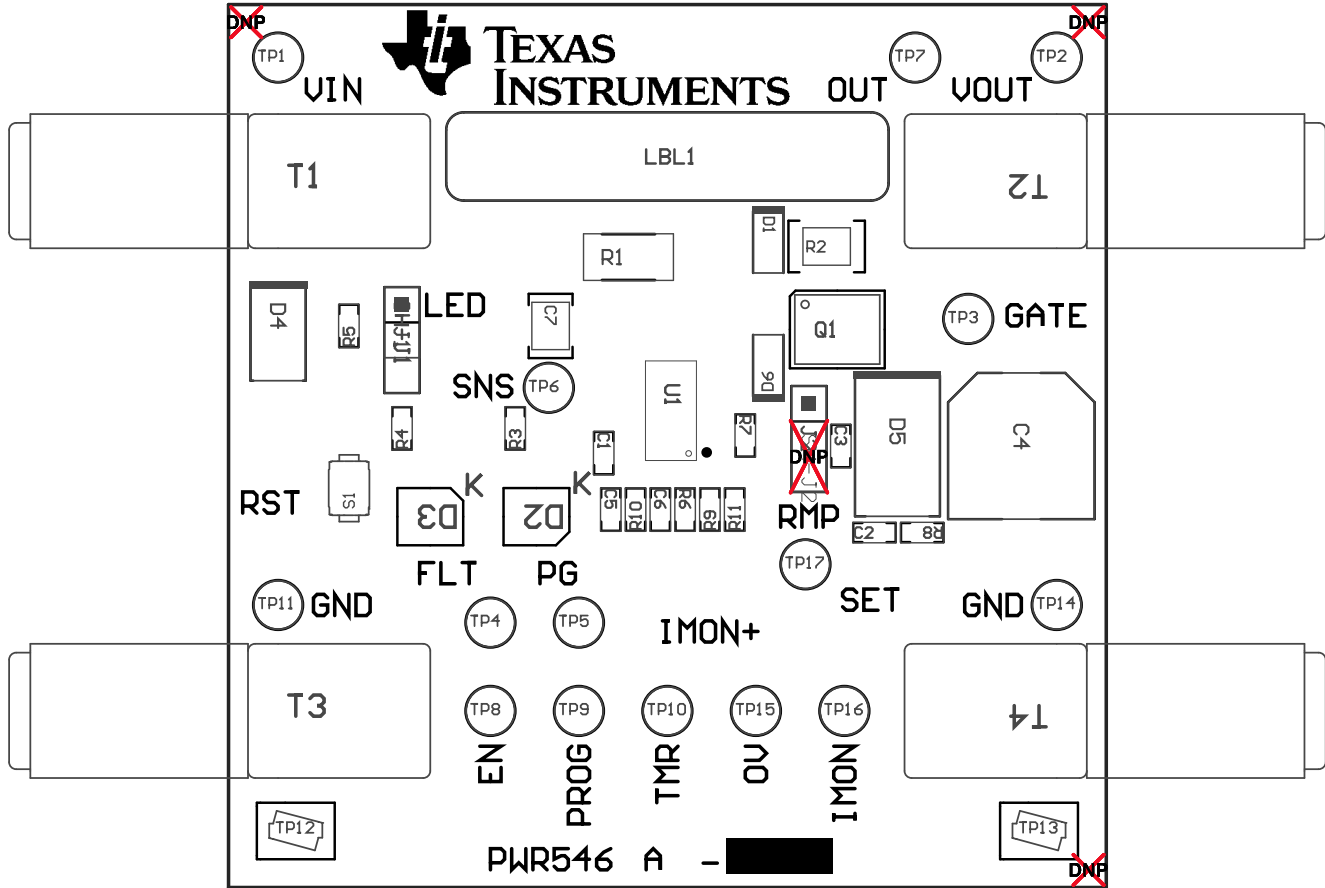 DNP
DNP
TP1
VIN
TEXAS
INSTRUMENTS
TP7
OUT
TP2
VOUT
T1
LBL1
T2
D1
R2
R1
D4
R5
LED
C7
Q1
TP3
GATE
SNS
TP6
U1
D6
R4
R3
C1
R7
DNP
J2
C3
D5
C4
RST
S1
D3
K
D2
K
C5
R10
C6
R6
R9
R11
RMP
C2
R8
FLT
PG
TP17
SET
TP11
GND
TP4
TP5
IMON+
GND
TP14
T3
TP8
TP9
TP10
TP15
TP16
T4
EN
PROG
TMR
OV
IMON
TP12
TP13
PWR546 A -
DNP